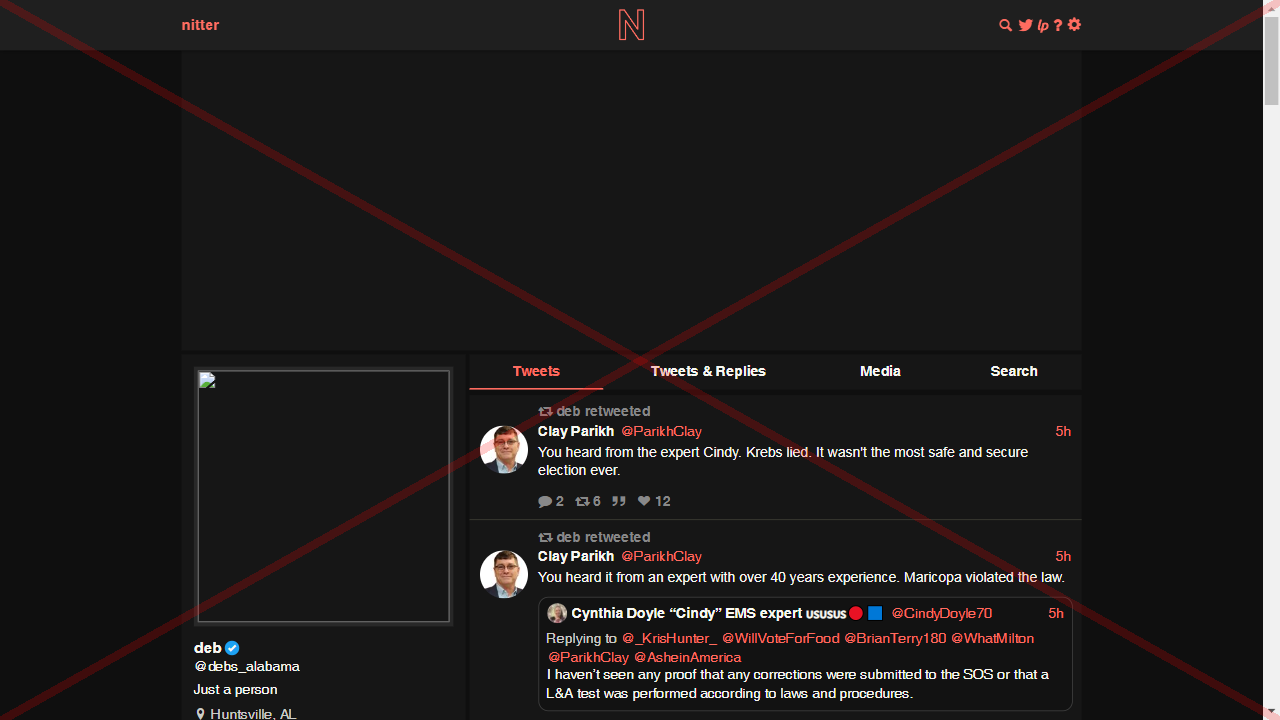 nitter
N
lp ?
Tweets Tweets & Replies Media Search
deb retweeted
Clay Parikh @ParikhClay 5h
You heard from the expert Cindy. Krebs lied. It wasn't the most safe and secure
election ever.
2 6 12
deb retweeted
Clay Parikh @ParikhClay 5h
You heard it from an expert with over 40 years experience. Maricopa violated the law.
Cynthia Doyle “Cindy” EMS expert ususus @CindyDoyle70 5h
Replying to @_KrisHunter_ @WillVoteForFood @BrianTerry180 @WhatMilton
@ParikhClay @AsheinAmerica
I haven’t seen any proof that any corrections were submitted to the SOS or that a
L&A test was performed according to laws and procedures.
deb
@debs_alabama
Just a person
Huntsville, AL